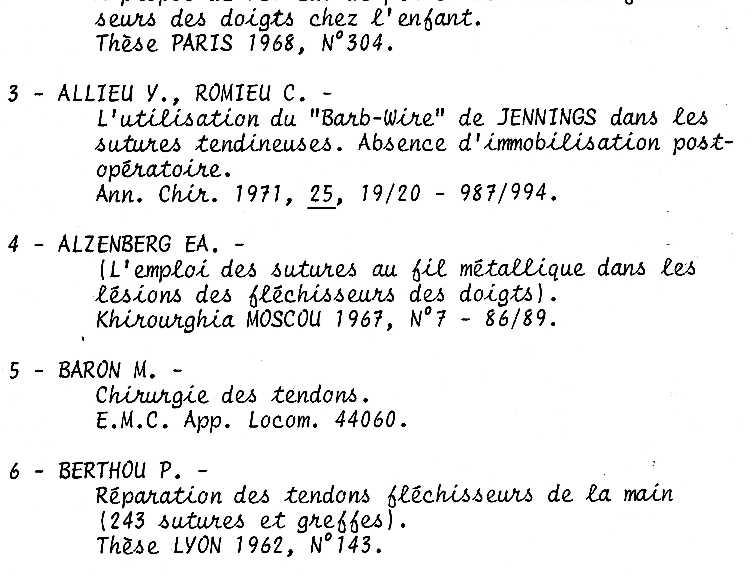 seurs des doigts chez l'enfant.
Thèse PARIS 1968, N°304.
3 - ALLIEU Y., ROMIEU C. -
L'utilisation du "Barb-Wire" de JENNINGS dans les
sutures tendineuses. Absence d'immobilisation post-
opératoire.
Ann. Chir. 1971, 25, 19/20 - 987/994.
4 - ALZENBERG EA. -
(L'emploi des sutures au fil métallique dans les
lésions des fléchisseurs des doigts).
Khirourghia MOSCOU 1967, N°7 - 86/89.
5 - BARON M. -
Chirurgie des tendons.
E.M.C. App. Locom. 44060.
6 - BERTHOU P. -
Réparation des tendons fléchisseurs de la main
(243 sutures et greffes).
Thèse LYON 1962, N°143.